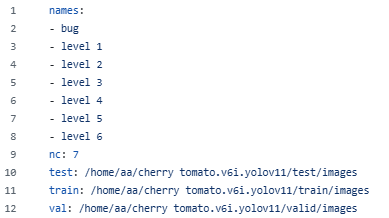 1 names:
2 - bug
3 - level 1
4 - level 2
5 - level 3
6 - level 4
7 - level 5
8 - level 6
9 nc: 7
10 test: /home/aa/cherry tomato.v6i.yolov11/test/images
11 train: /home/aa/cherry tomato.v6i.yolov11/train/images
12 val: /home/aa/cherry tomato.v6i.yolov11/valid/images